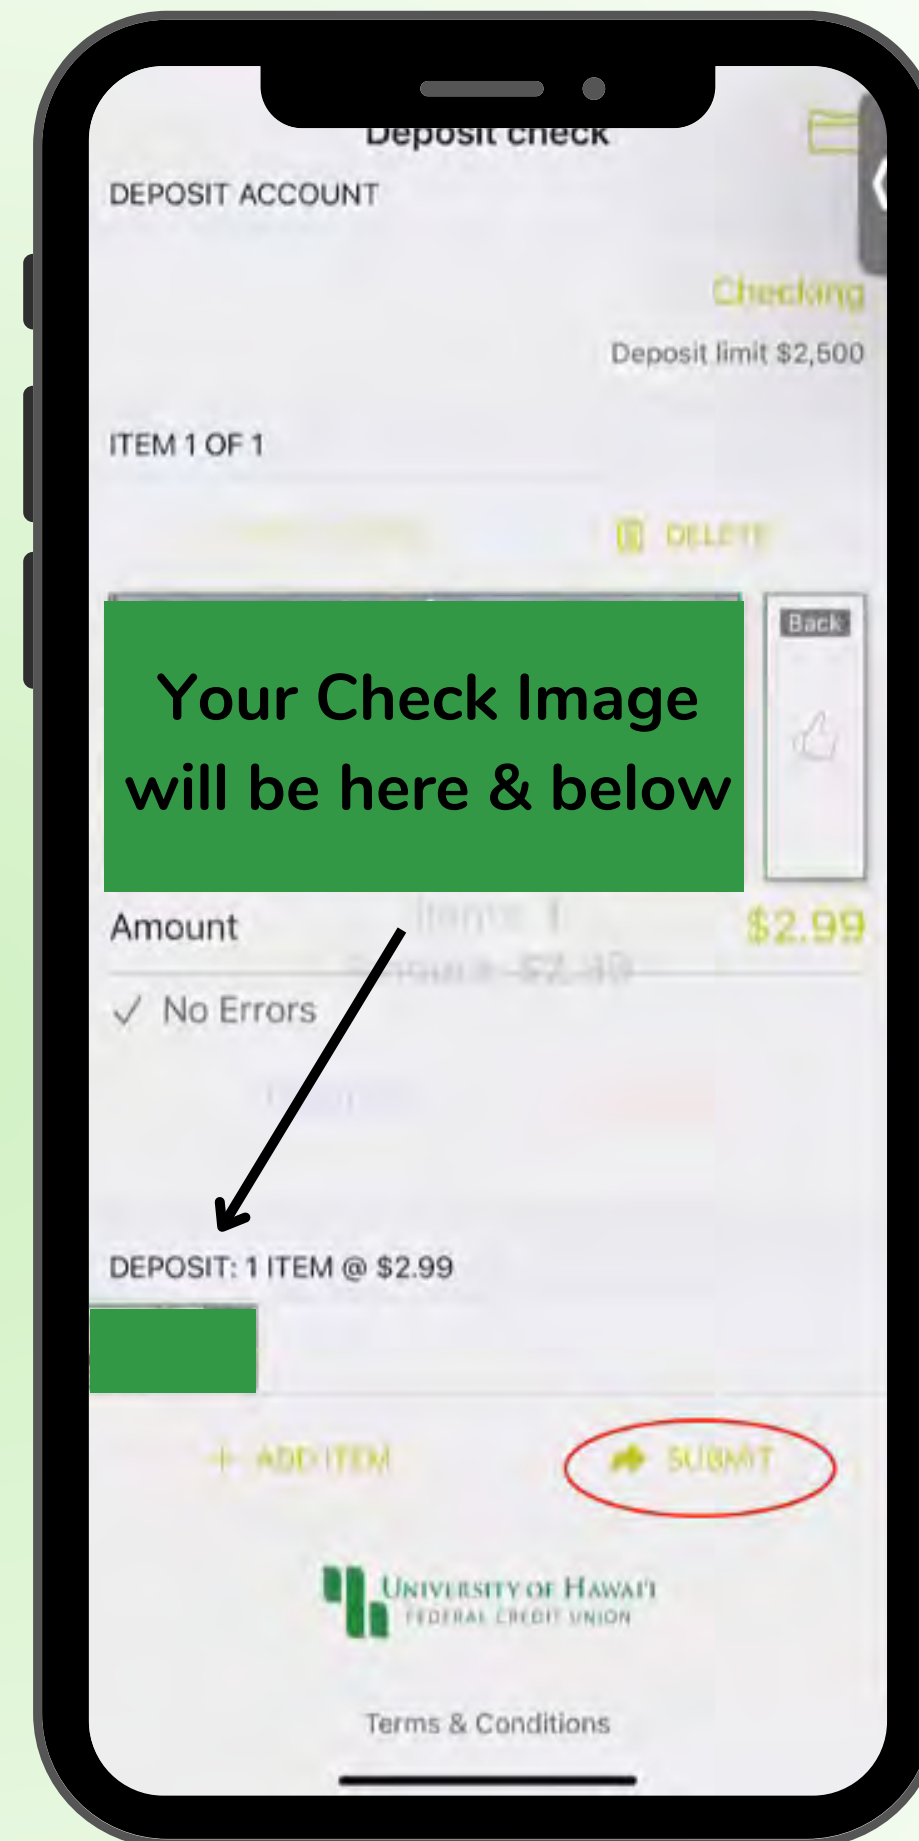 Deposit check
DEPOSIT ACCOUNT
Checking
Deposit limit $2,500
ITEM 1 OF 1
DELETE
Back
Your Check Image
will be here & below
Items: 1
Amount $2.99
No Errors
DEPOSIT: 1 ITEM @ $2.99
+ ADD ITEM
SUBMIT
UNIVERSITY OF HAWAI'I
FEDERAL CREDIT UNION
Terms & Conditions